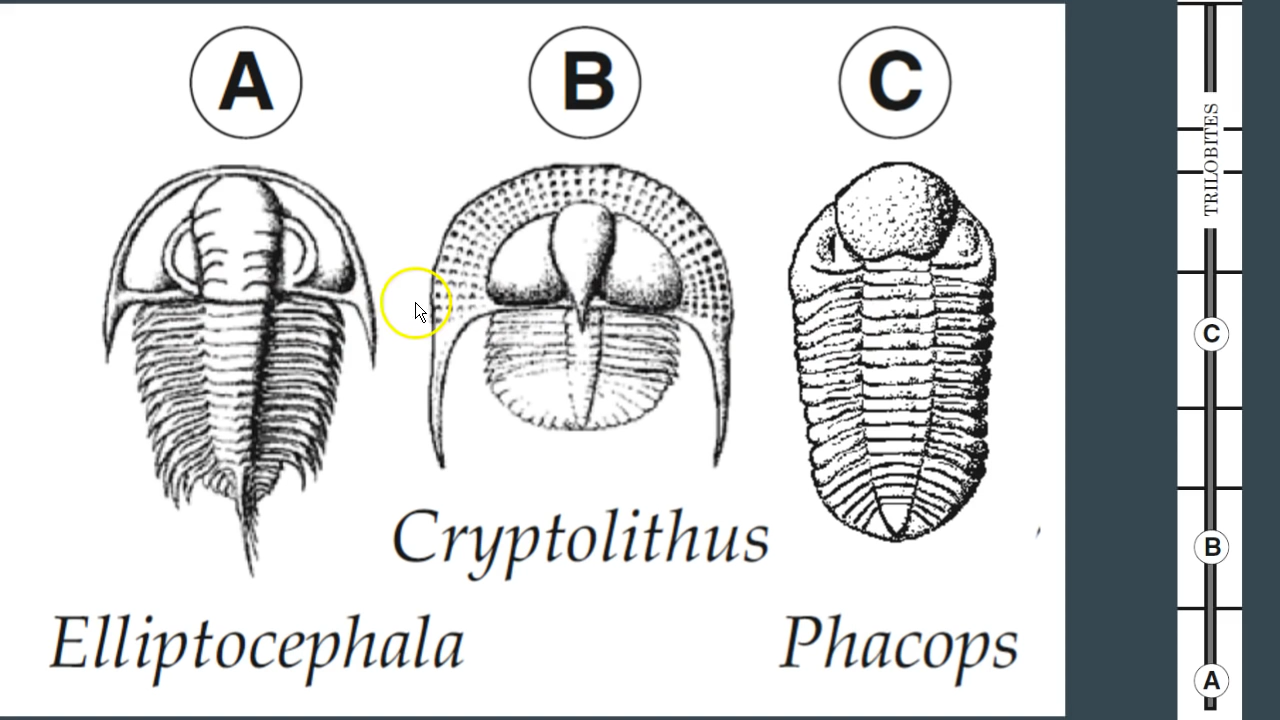 A
B
C
Cryptolithus
Elliptocephala
Phacops
TRILOBITES
C
B
A